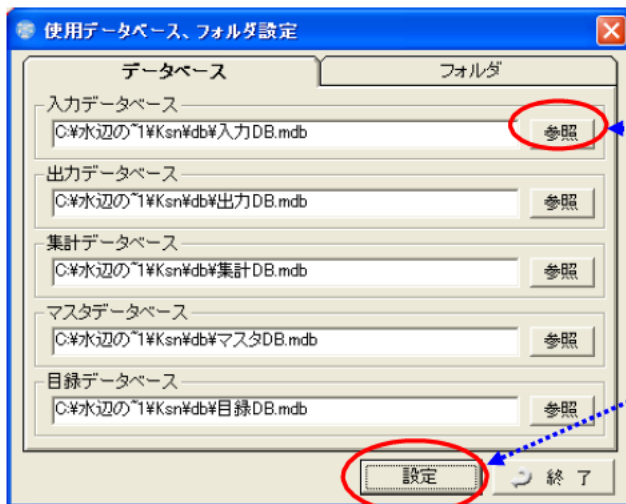 使用データベース、フォルダ設定
データベース
フォルダ
入力データベース
C:¥水辺の~1¥Ksn¥db¥入力DB.mdb
参照
出力データベース
C:¥水辺の~1¥Ksn¥db¥出力DB.mdb
参照
集計データベース
C:¥水辺の~1¥Ksn¥db¥集計DB.mdb
参照
マスタデータベース
C:¥水辺の~1¥Ksn¥db¥マスタDB.mdb
参照
目録データベース
C:¥水辺の~1¥Ksn¥db¥目録DB.mdb
参照
設定
終 了